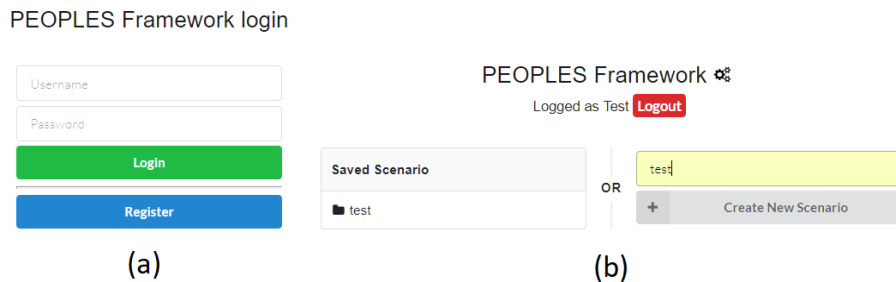 PEOPLES Framework login
Username
Password
Login
Register
(a)
PEOPLES Framework
Logged as Test Logout
Saved Scenario
test
OR
test
+ Create New Scenario
(b)